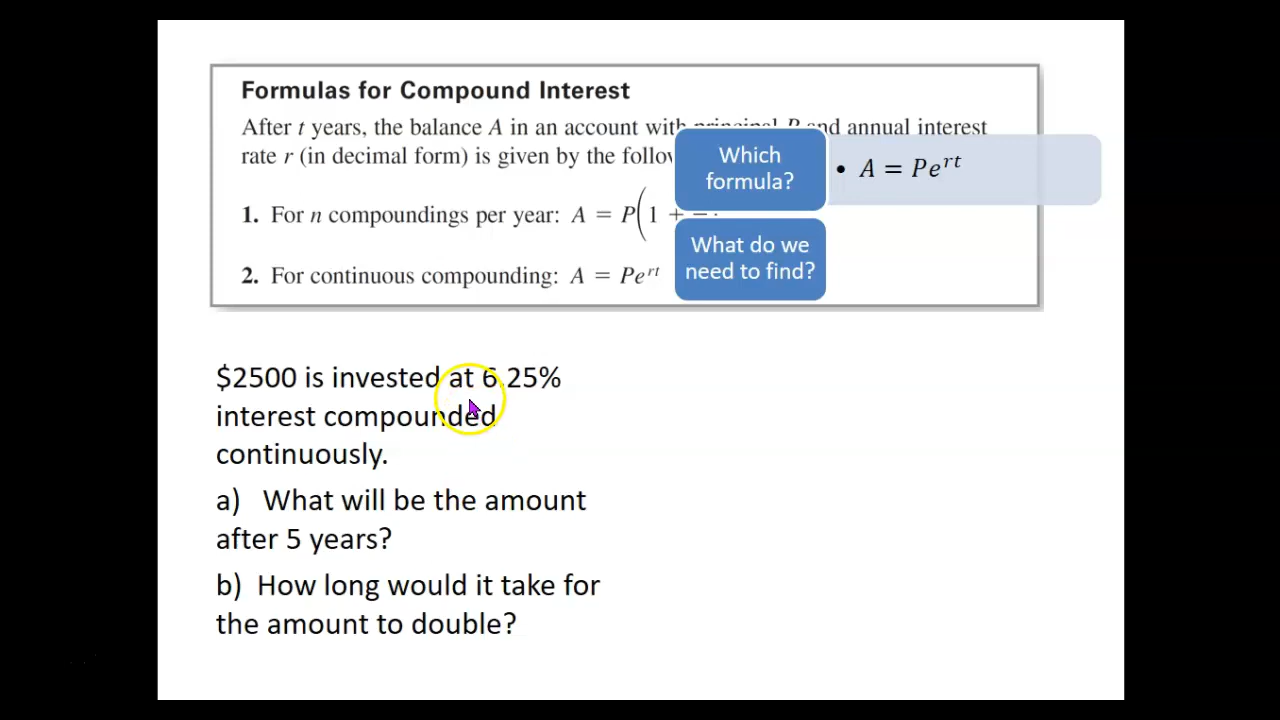 Formulas for Compound Interest
After t years, the balance A in an account with and annual interest
rate r (in decimal form) is given by the
Which
formula?
• A = Pe^{rt}
1. For n compoundings per year: A = P(1 +
What do we
need to find?
2. For continuous compounding: A = Pe^{rt}
$2500 is invested at 6.25%
interest compounded
continuously.
a) What will be the amount
after 5 years?
b) How long would it take for
the amount to double?